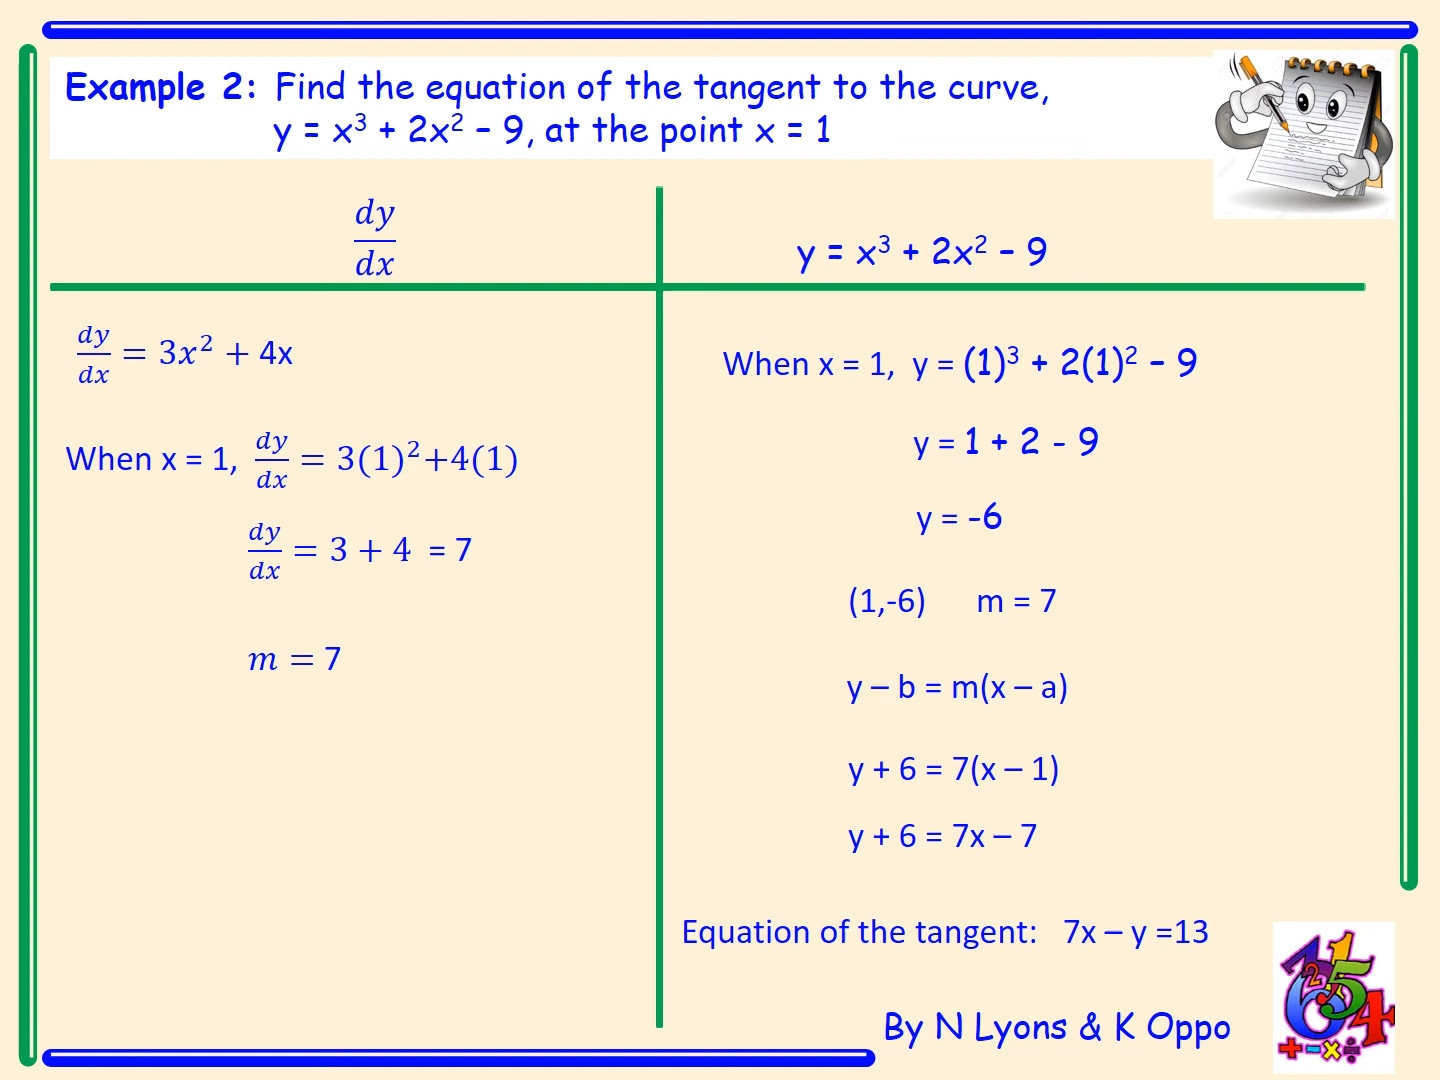 Example 2: Find the equation of the tangent to the curve,
y = x³ + 2x² – 9, at the point x = 1
dy/dx
y = x³ + 2x² – 9
dy/dx = 3x² + 4x
When x = 1, dy/dx = 3(1)²+4(1)
dy/dx = 3 + 4 = 7
m = 7
When x = 1, y = (1)³ + 2(1)² – 9
y = 1 + 2 - 9
y = -6
(1,-6) m = 7
y – b = m(x – a)
y + 6 = 7(x – 1)
y + 6 = 7x – 7
Equation of the tangent: 7x – y =13
By N Lyons & K Oppo